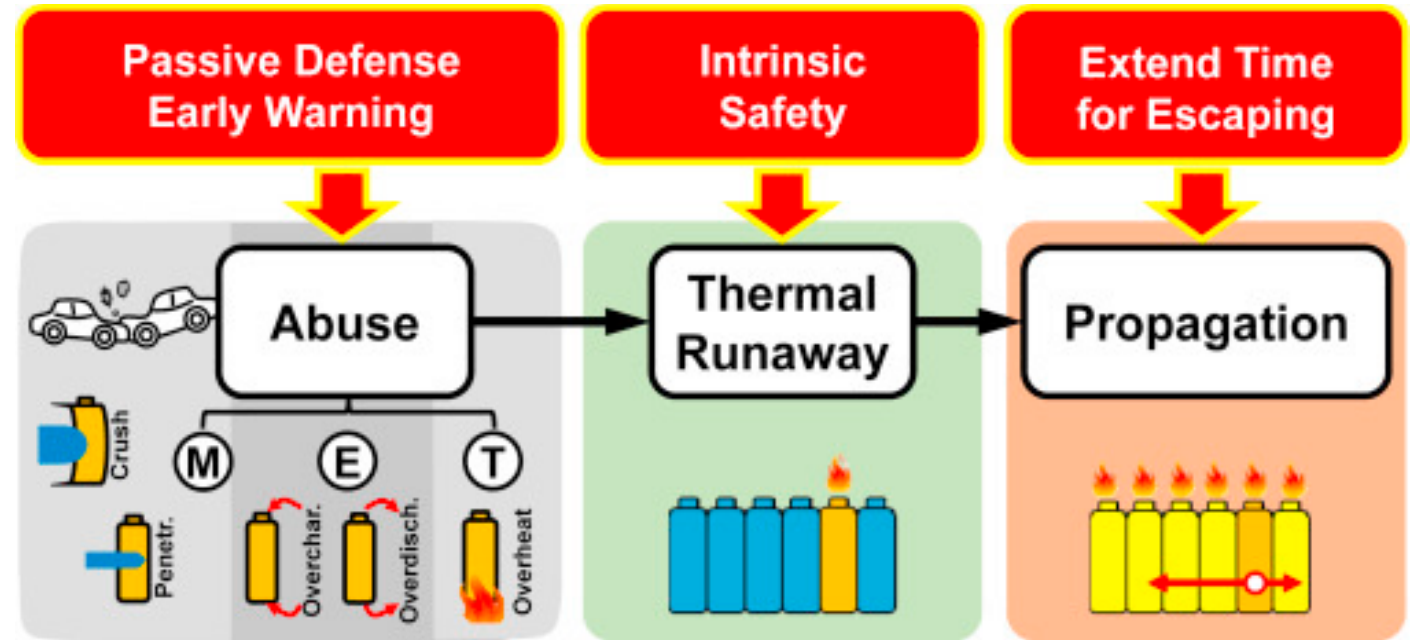 Passive Defense
Early Warning
Intrinsic
Safety
Extend Time
for Escaping
Abuse
Thermal
Runaway
Propagation
M
E
T
Crush
Penetr.
Overchar.
Overdisch.
Overheat